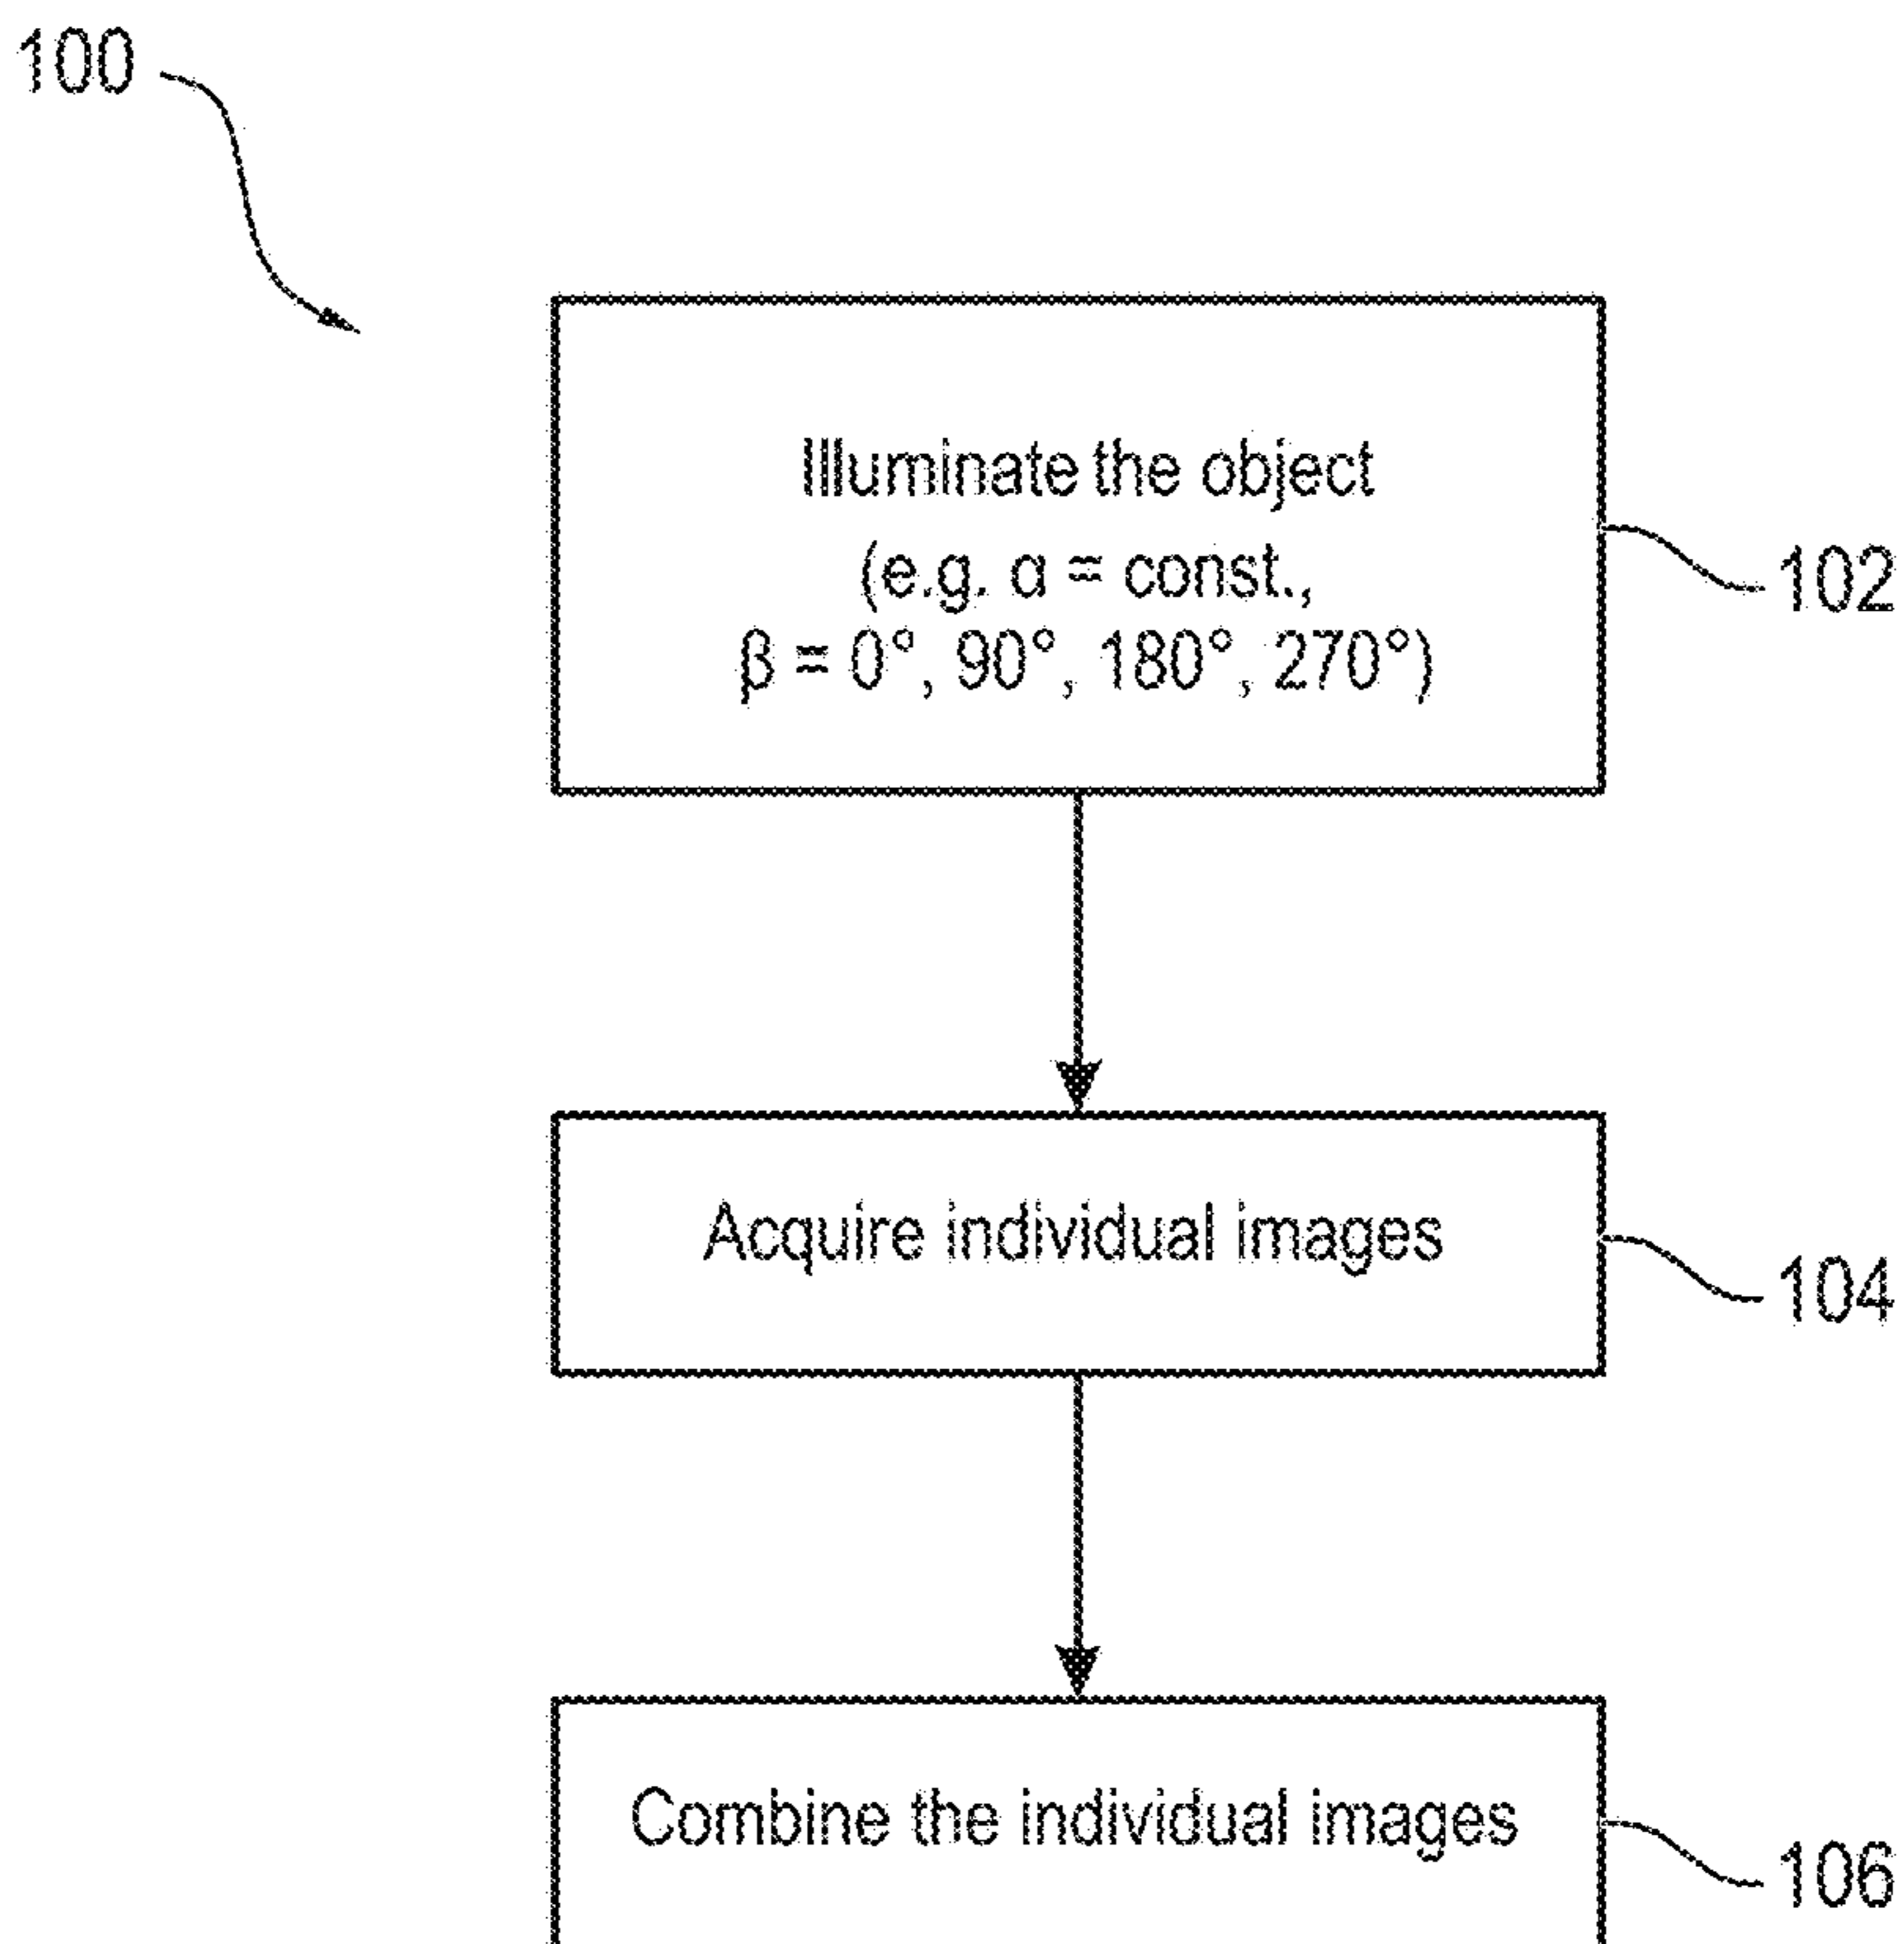 100
Illuminate the object
(e.g. α = const.,
β = 0°, 90°, 180°, 270°)
102
Acquire individual images
104
Combine the individual images
106